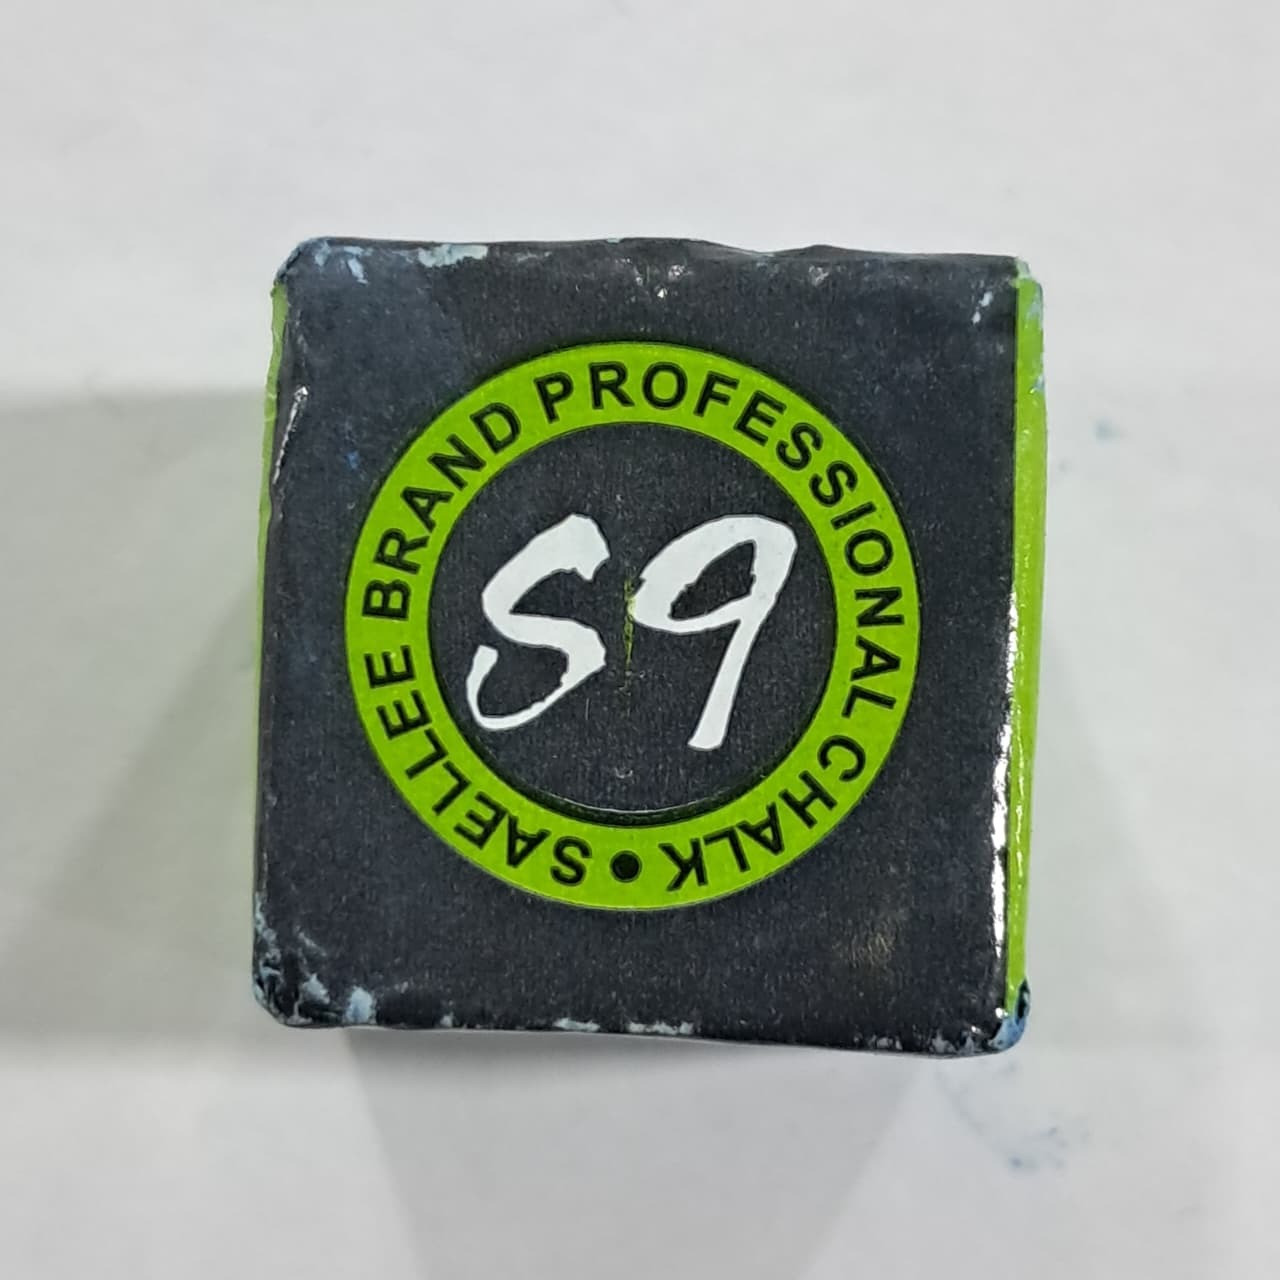 SAELLEE BRAND PROFESSIONAL CHALK •
S9